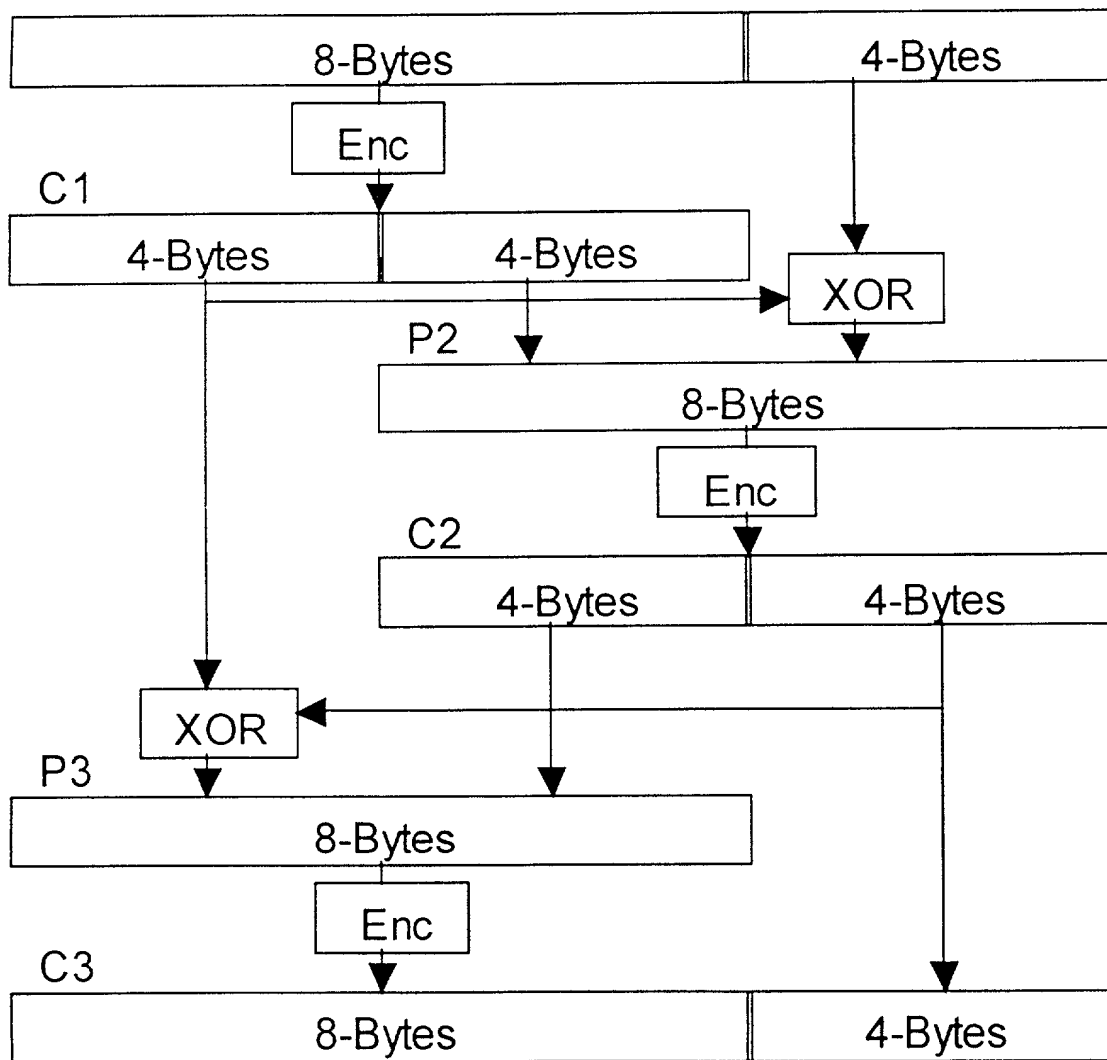 8-Bytes 4-Bytes
Enc
C1
4-Bytes 4-Bytes
XOR
P2
8-Bytes
Enc
C2
4-Bytes 4-Bytes
XOR
P3
8-Bytes
Enc
C3
8-Bytes 4-Bytes